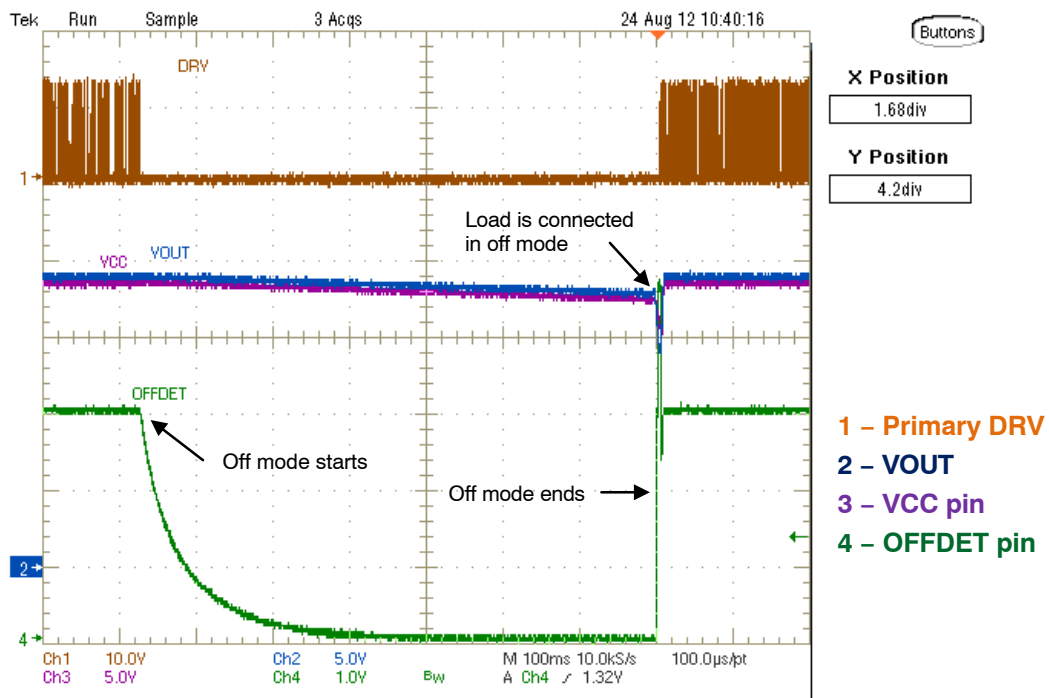 Tek Run Sample 3 Acqs 24 Aug 12 10:40:16
Buttons
X Position
1.68div
Y Position
4.2div
DRV
1
Load is connected
in off mode
VCC
VOUT
OFFDET
Off mode starts
Off mode ends
1 – Primary DRV
2 – VOUT
3 – VCC pin
4 – OFFDET pin
2
4
Ch1 10.0V Ch2 5.0V M 100ms 10.0kS/s 100.0µs/pt
Ch3 5.0V Ch4 1.0V BW A Ch4 ∕ 1.32V